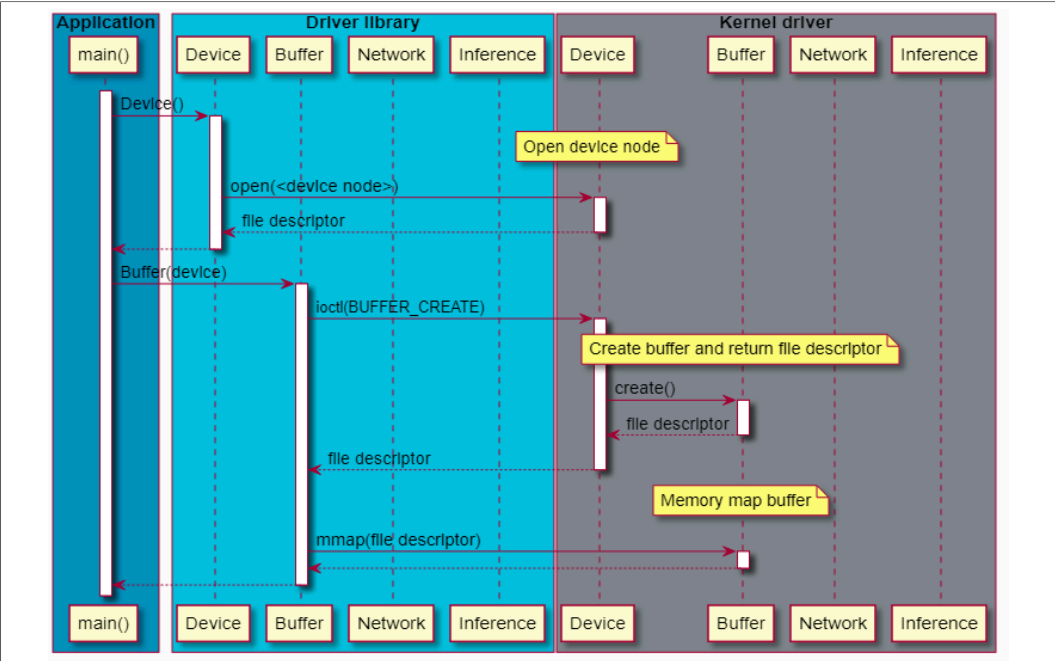 Application Driver library Kernel driver
main() Device Buffer Network Inference Device Buffer Network Inference
Device()
Open device node
open(<device node>)
file descriptor
Buffer(device)
ioctl(BUFFER_CREATE)
Create buffer and return file descriptor
create()
file descriptor
file descriptor
Memory map buffer
mmap(file descriptor)
main() Device Buffer Network Inference Device Buffer Network Inference